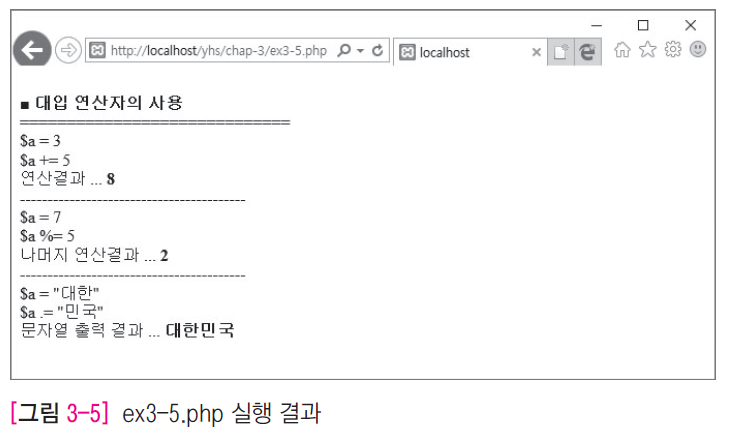 http://localhost/yhs/chap-3/ex3-5.php
localhost
■ 대입 연산자의 사용
==============================
$a = 3
$a += 5
연산결과 ... 8
-----------------------------------------
$a = 7
$a %= 5
나머지 연산결과 ... 2
-----------------------------------------
$a = "대한"
$a .= "민국"
문자열 출력 결과 ... 대한민국
[그림 3-5] ex3-5.php 실행 결과